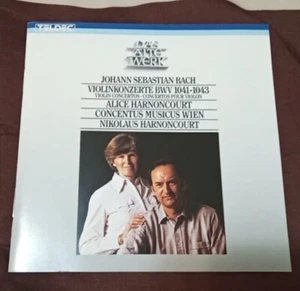 TELDEC
DAS
ALTE
WERK
JOHANN SEBASTIAN BACH
VIOLINKONZERTE BWV 1041-1043
VIOLIN CONCERTOS · CONCERTOS POUR VIOLON
ALICE HARNONCOURT
CONCENTUS MUSICUS WIEN
NIKOLAUS HARNONCOURT